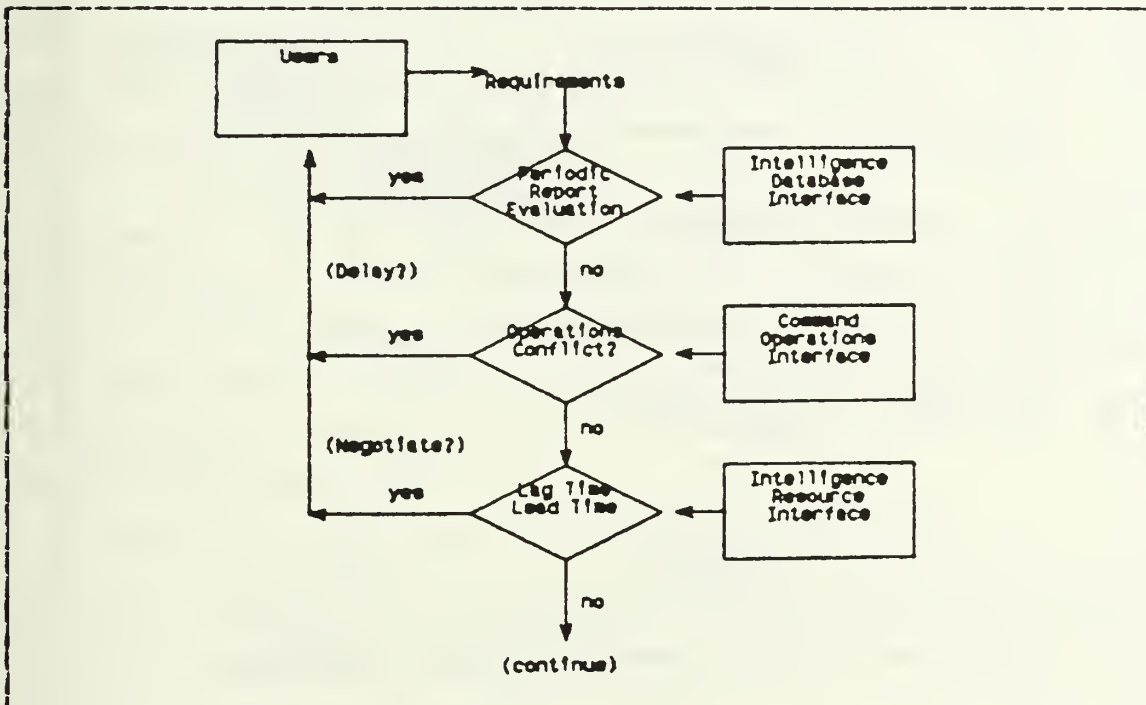 Users
Requirements
yes
Periodic
Report
Evaluation
Intelligence
Database
Interface
(Delay?)
no
yes
Operations
Conflict?
Command
Operations
Interface
(Negotiate?)
no
yes
Lag Time
Lead Time
Intelligence
Resource
Interface
no
(continue)